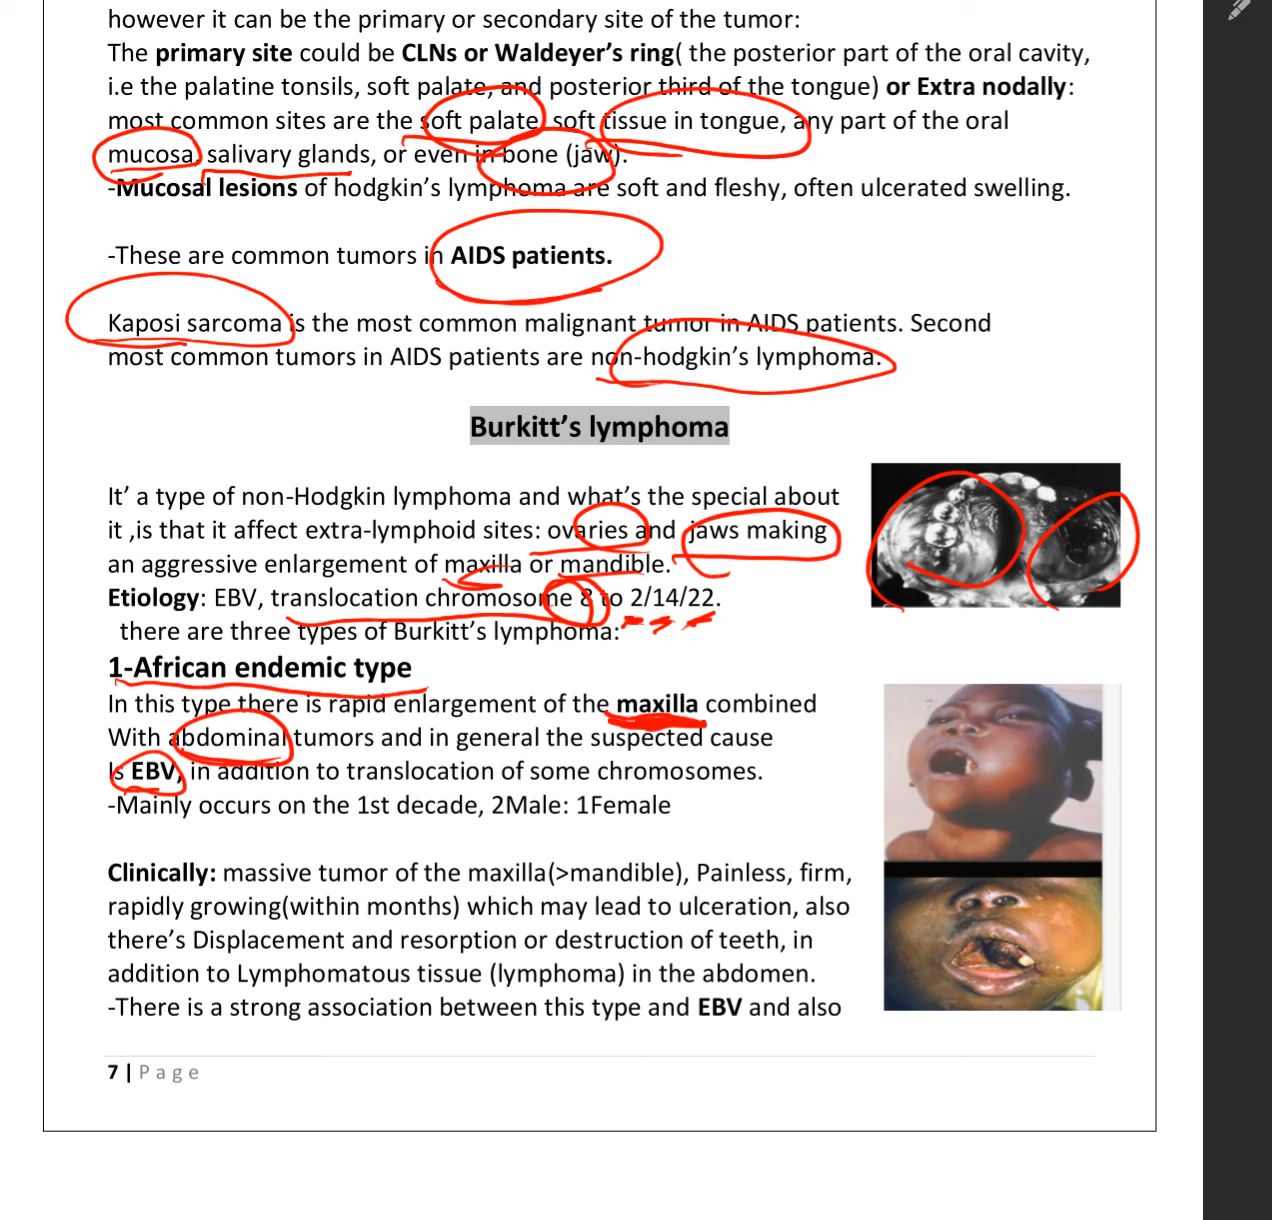 however it can be the primary or secondary site of the tumor:
The primary site could be CLNs or Waldeyer's ring( the posterior part of the oral cavity,
i.e the palatine tonsils, soft palate, and posterior third of the tongue) or Extra nodally:
most common sites are the soft palate, soft tissue in tongue, any part of the oral
mucosa, salivary glands, or even in bone (jaw).
-Mucosal lesions of hodgkin's lymphoma are soft and fleshy, often ulcerated swelling.
-These are common tumors in AIDS patients.
Kaposi sarcoma is the most common malignant tumor in AIDS patients. Second
most common tumors in AIDS patients are non-hodgkin's lymphoma.
Burkitt's lymphoma
It' a type of non-Hodgkin lymphoma and what's the special about
it ,is that it affect extra-lymphoid sites: ovaries and jaws making
an aggressive enlargement of maxilla or mandible.
Etiology: EBV, translocation chromosome 8 to 2/14/22.
there are three types of Burkitt's lymphoma:
1-African endemic type
In this type there is rapid enlargement of the maxilla combined
With abdominal tumors and in general the suspected cause
Is EBV, in addition to translocation of some chromosomes.
-Mainly occurs on the 1st decade, 2Male: 1Female
Clinically: massive tumor of the maxilla(>mandible), Painless, firm,
rapidly growing(within months) which may lead to ulceration, also
there's Displacement and resorption or destruction of teeth, in
addition to Lymphomatous tissue (lymphoma) in the abdomen.
-There is a strong association between this type and EBV and also
7 | Page